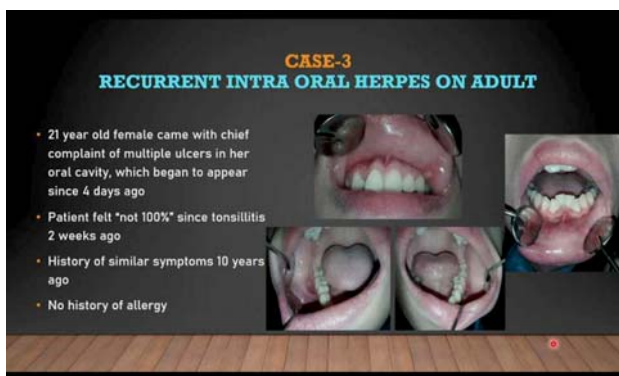 CASE-3
RECURRENT INTRA ORAL HERPES ON ADULT
• 21 year old female came with chief
complaint of multiple ulcers in her
oral cavity, which began to appear
since 4 days ago
• Patient felt "not 100%" since tonsillitis
2 weeks ago
• History of similar symptoms 10 years
ago
• No history of allergy